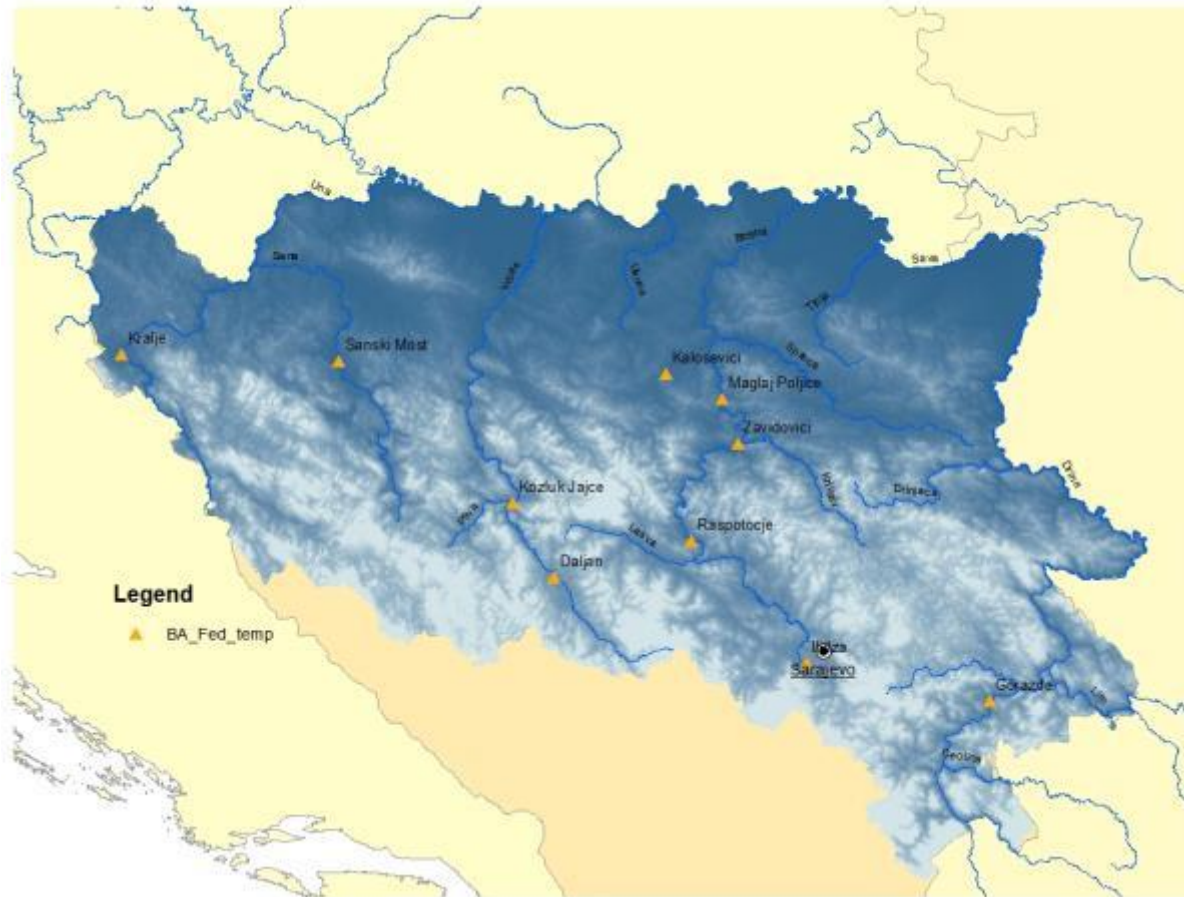 Una
Sana
Vrbas
Ukrina
Bosna
Tinja
Sava
Spreca
Kralje
Sanski Most
Kalosevici
Maglaj Poljice
Zavidovici
Drina
Drinjaca
Krivaja
Kozluk Jajce
Pliva
Lasva
Raspotocje
Daljan
Legend
BA_Fed_temp
Ilidza
Sarajevo
Gorazde
Lim